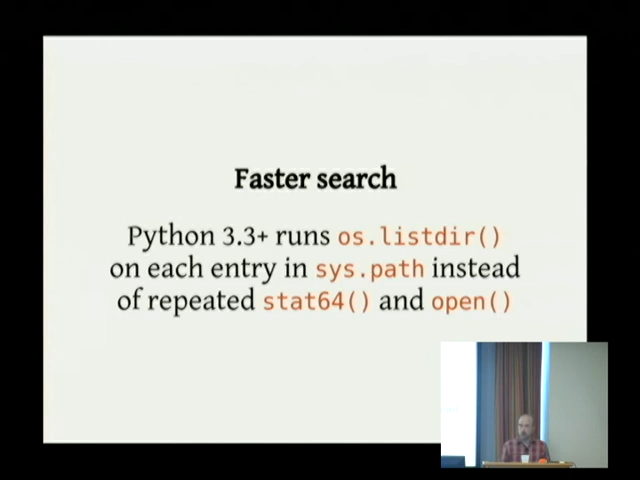 Faster search
Python 3.3+ runs os.listdir()
on each entry in sys.path instead
of repeated stat64() and open()